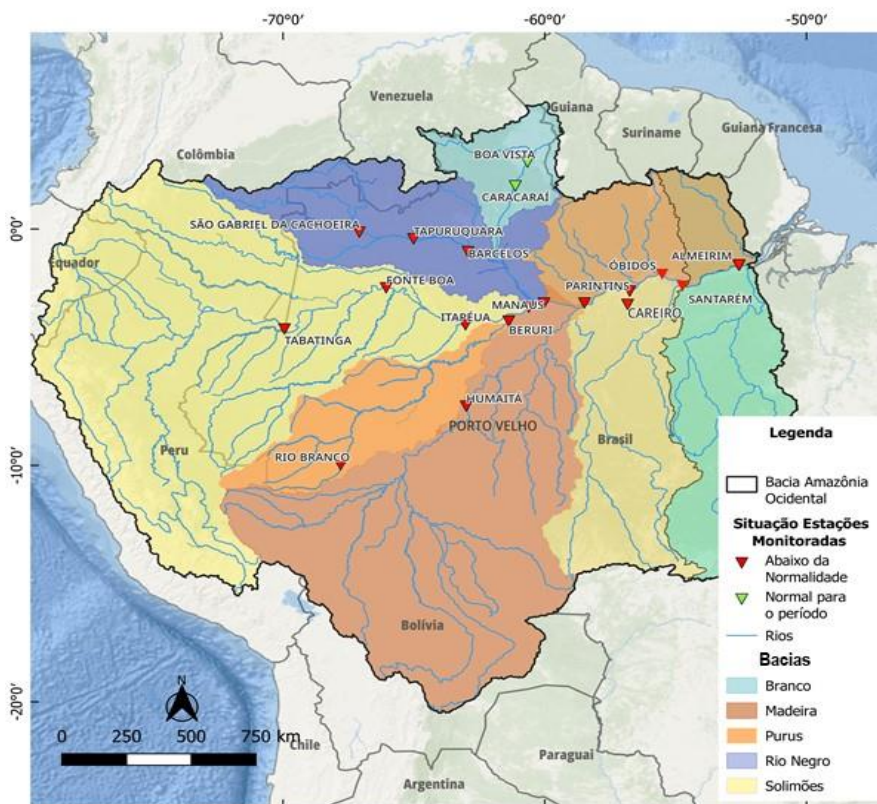 -70°0' -60°0' -50°0'
Venezuela
Guiana
Suriname
Guiana Francesa
Colômbia
BOA VISTA
CARACARAÍ
0°0'
SÃO GABRIEL DA CACHOEIRA
TAPURUQUARA
BARCELOS
Equador
FONTE BOA
ÓBIDOS
ALMEIRIM
PARINTINS
SANTARÉM
MANAUS
CAREIRO
ITAPÉUA
BERURI
TABATINGA
HUMAITÁ
PORTO VELHO
Peru
Brasil
RIO BRANCO
-10°0'
Bolívia
-20°0'
N
0 250 500 750 km
Chile
Paraguai
Argentina
Legenda
Bacia Amazônia
Ocidental
Situação Estações
Monitoradas
Abaixo da
Normalidade
Normal para
o período
Rios
Bacias
Branco
Madeira
Purus
Rio Negro
Solimões